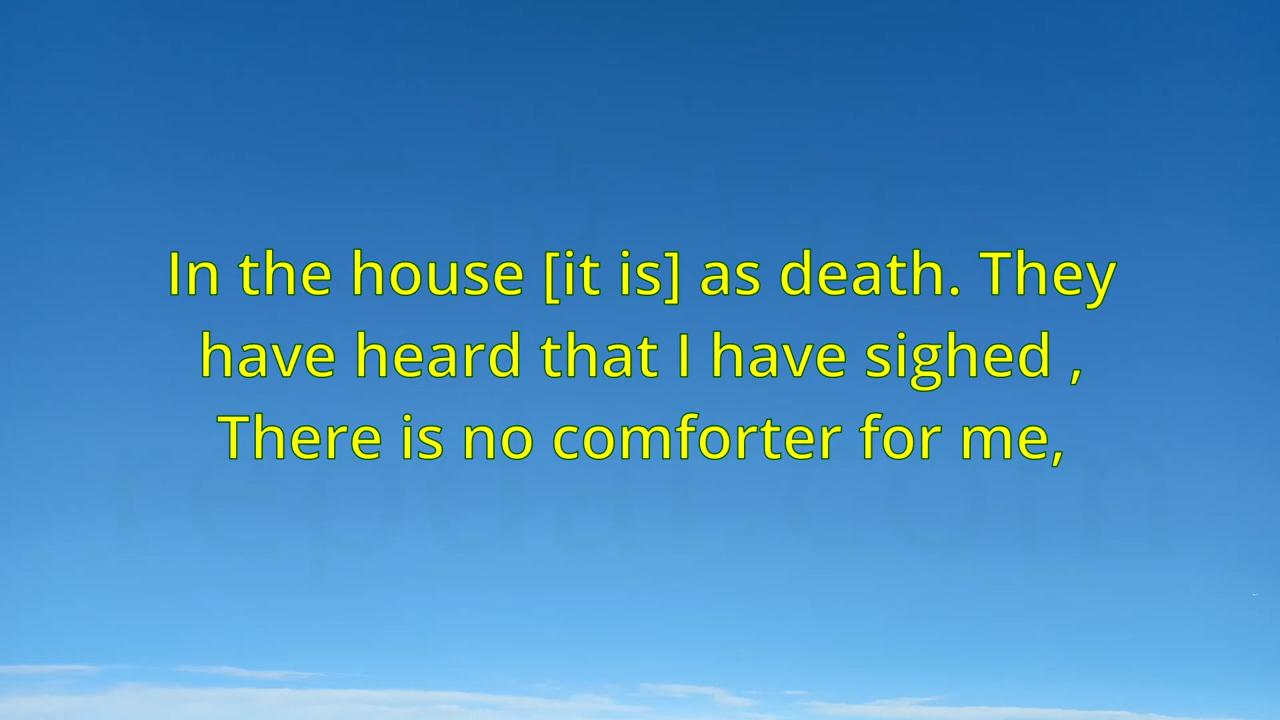 In the house [it is] as death. They
have heard that I have sighed ,
There is no comforter for me,